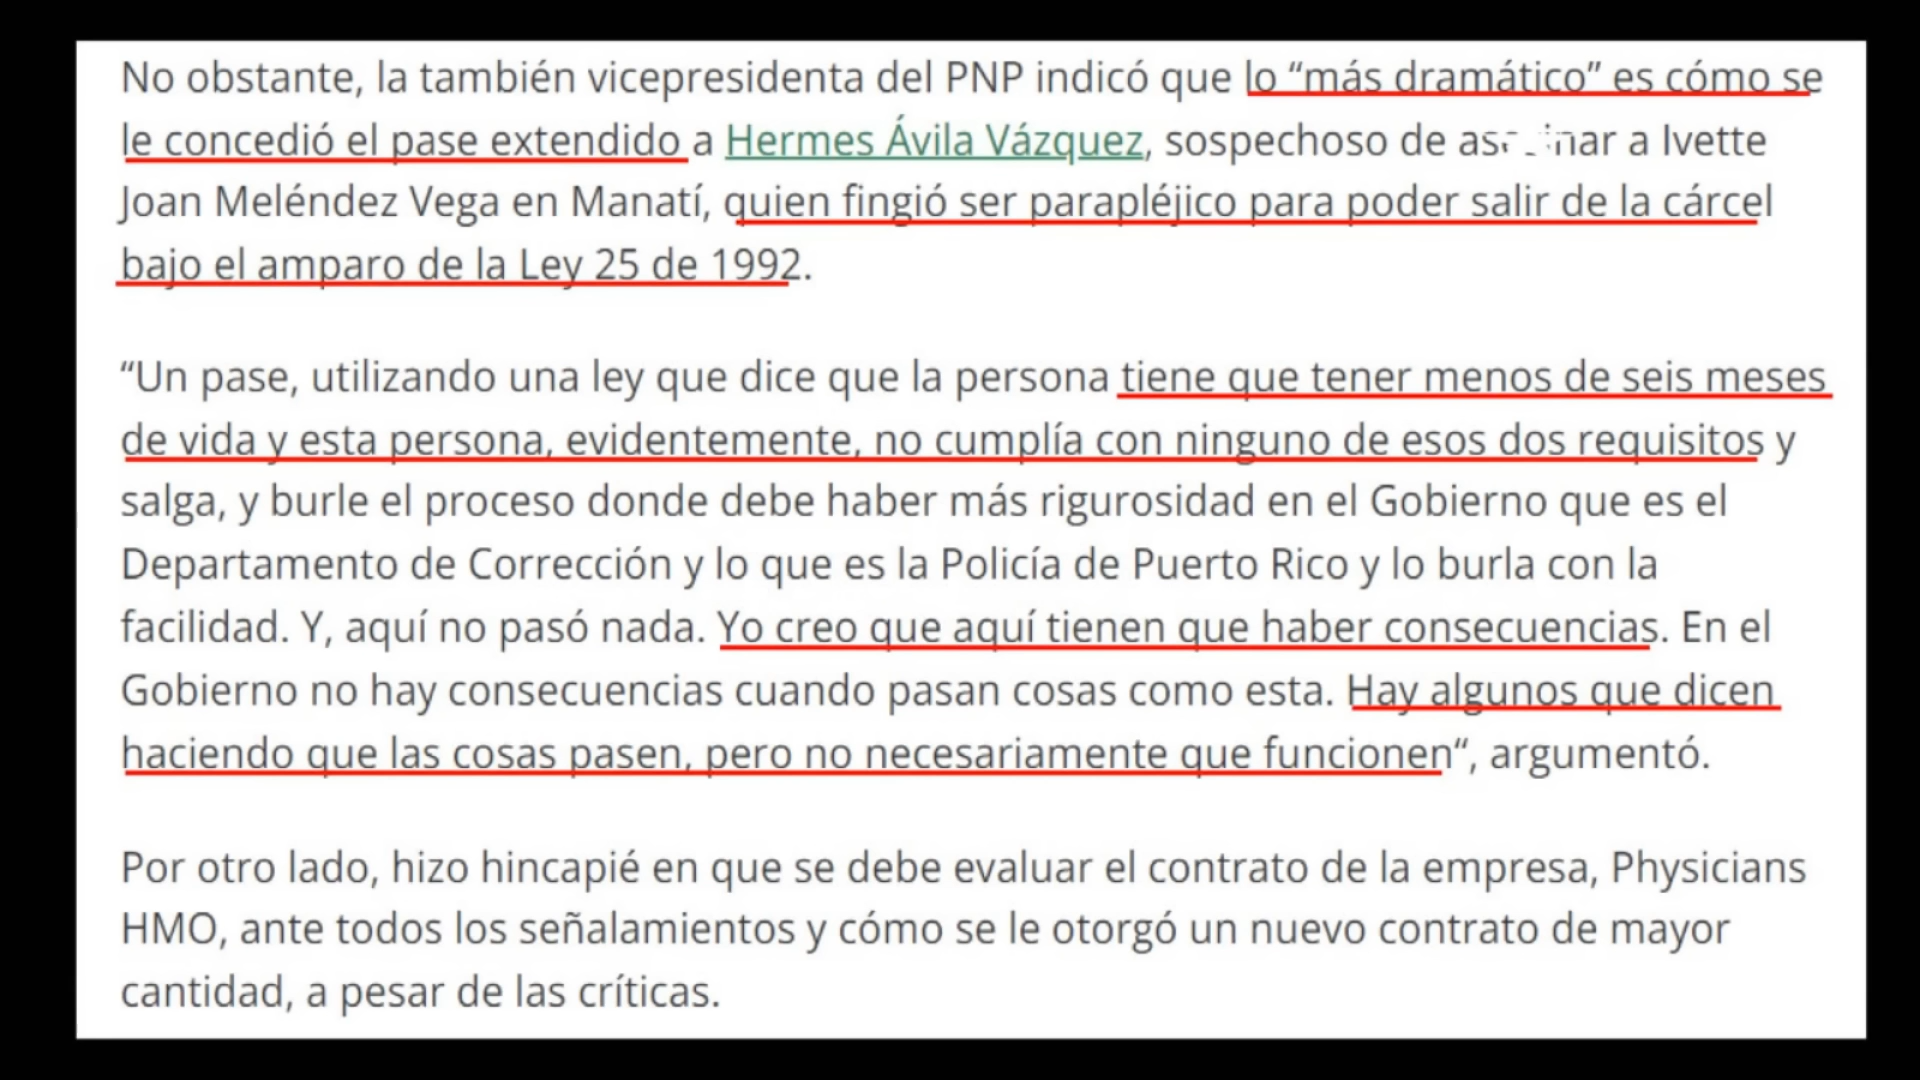 No obstante, la también vicepresidenta del PNP indicó que lo “más dramático” es cómo se
le concedió el pase extendido a Hermes Ávila Vázquez, sospechoso de a Ivette
Joan Meléndez Vega en Manatí, quien fingió ser parapléjico para poder salir de la cárcel
bajo el amparo de la Ley 25 de 1992.
“Un pase, utilizando una ley que dice que la persona tiene que tener menos de seis meses
de vida y esta persona, evidentemente, no cumplía con ninguno de esos dos requisitos y
salga, y burle el proceso donde debe haber más rigurosidad en el Gobierno que es el
Departamento de Corrección y lo que es la Policía de Puerto Rico y lo burla con la
facilidad. Y, aquí no pasó nada. Yo creo que aquí tienen que haber consecuencias. En el
Gobierno no hay consecuencias cuando pasan cosas como esta. Hay algunos que dicen
haciendo que las cosas pasen, pero no necesariamente que funcionen“, argumentó.
Por otro lado, hizo hincapié en que se debe evaluar el contrato de la empresa, Physicians
HMO, ante todos los señalamientos y cómo se le otorgó un nuevo contrato de mayor
cantidad, a pesar de las críticas.